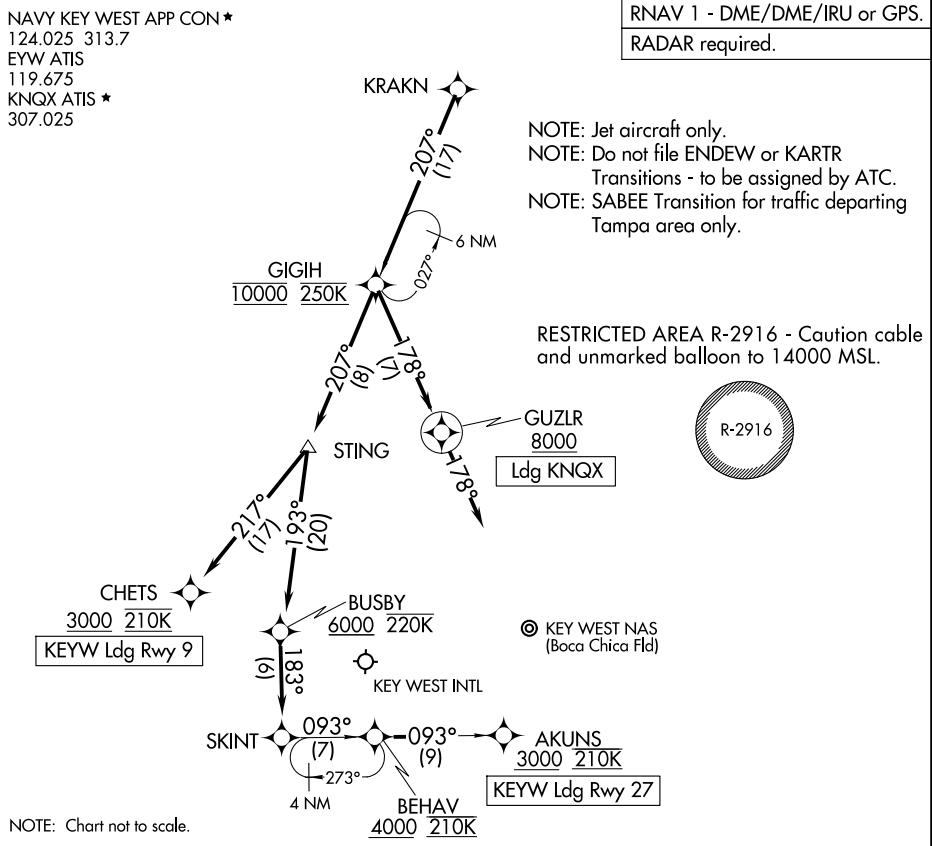 NAVY KEY WEST APP CON ★
124.025 313.7
EYW ATIS
119.675
KNQX ATIS ★
307.025
RNAV 1 - DME/DME/IRU or GPS.
RADAR required.
KRAKN
207°
(17)
NOTE: Jet aircraft only.
NOTE: Do not file ENDEW or KARTR
Transitions - to be assigned by ATC.
NOTE: SABEE Transition for traffic departing
Tampa area only.
6 NM
027°
GIGIH
10000 250K
207°
(8)
178°
(7)
RESTRICTED AREA R-2916 - Caution cable
and unmarked balloon to 14000 MSL.
R-2916
GUZLR
8000
Ldg KNQX
178°
STING
217°
(17)
193°
(20)
CHETS
3000 210K
KEYW Ldg Rwy 9
BUSBY
6000 220K
KEY WEST NAS
(Boca Chica Fld)
183°
(6)
KEY WEST INTL
SKINT
093°
(7)
093°
(9)
AKUNS
3000 210K
KEYW Ldg Rwy 27
273°
4 NM
BEHAV
4000 210K
NOTE: Chart not to scale.